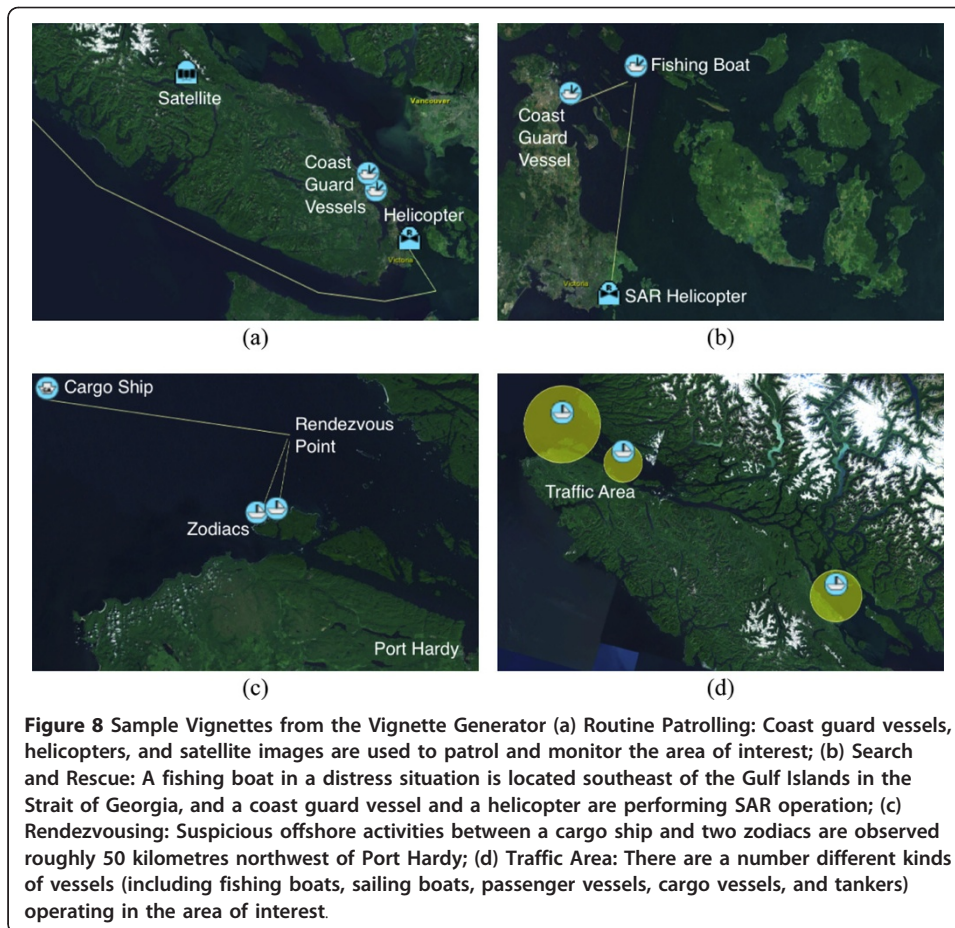 Satellite
Vancouver
Coast
Guard
Vessels
Helicopter
Victoria
(a)
Fishing Boat
Coast
Guard
Vessel
Victoria
SAR Helicopter
(b)
Cargo Ship
Rendezvous
Point
Zodiacs
Port Hardy
(c)
Traffic Area
(d)
Figure 8 Sample Vignettes from the Vignette Generator (a) Routine Patrolling: Coast guard vessels,
helicopters, and satellite images are used to patrol and monitor the area of interest; (b) Search
and Rescue: A fishing boat in a distress situation is located southeast of the Gulf Islands in the
Strait of Georgia, and a coast guard vessel and a helicopter are performing SAR operation; (c)
Rendezvousing: Suspicious offshore activities between a cargo ship and two zodiacs are observed
roughly 50 kilometres northwest of Port Hardy; (d) Traffic Area: There are a number different kinds
of vessels (including fishing boats, sailing boats, passenger vessels, cargo vessels, and tankers)
operating in the area of interest.